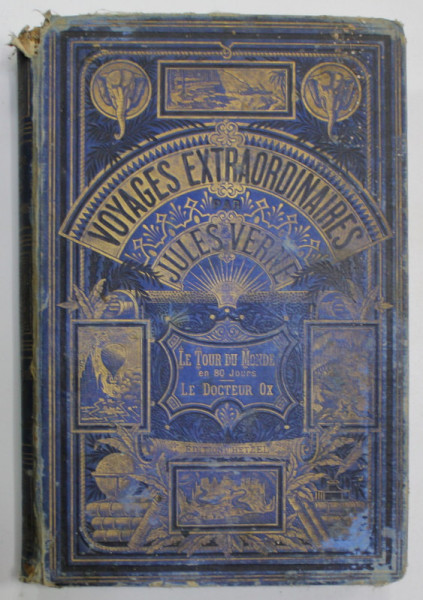 VOYAGES EXTRAORDINAIRES
PAR
JULES VERNE
LE TOUR DU MONDE
en 80 Jours
LE DOCTEUR OX